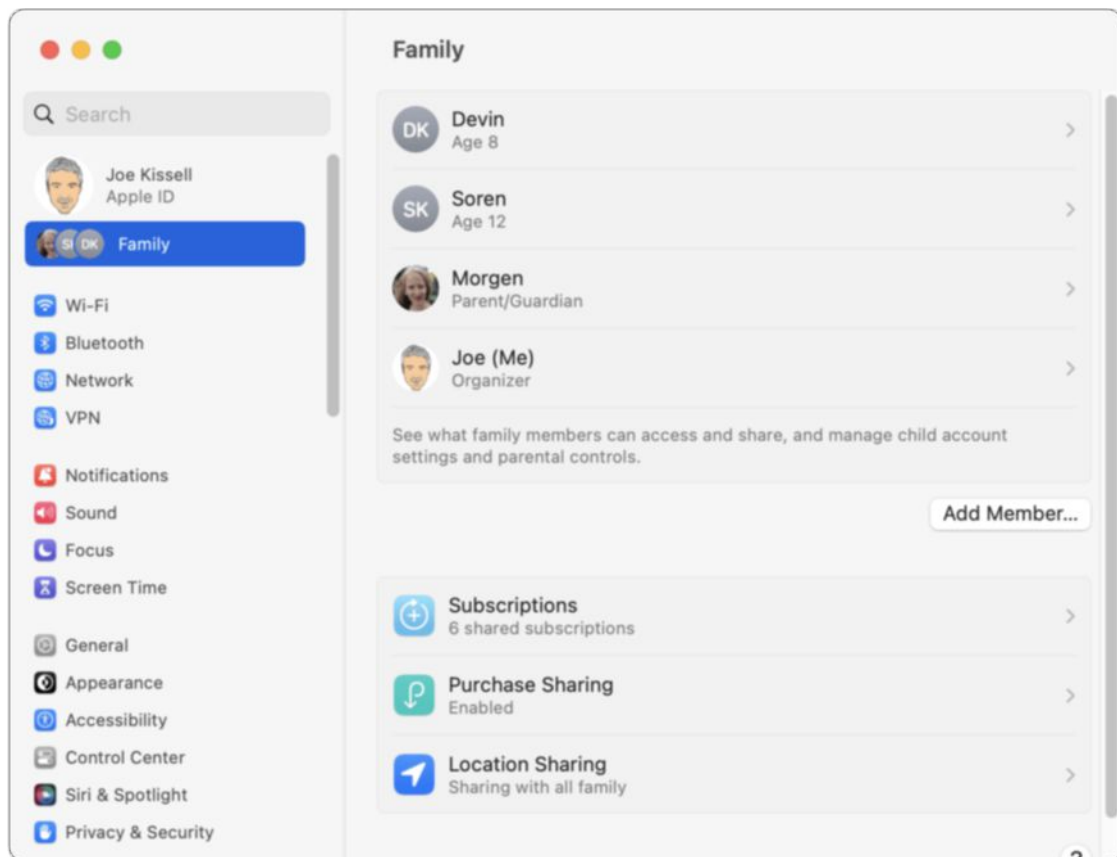 Family
Search
Joe Kissell
Apple ID
SK DK Family
Wi-Fi
Bluetooth
Network
VPN
Notifications
Sound
Focus
Screen Time
General
Appearance
Accessibility
Control Center
Siri & Spotlight
Privacy & Security
DK
Devin
Age 8
SK
Soren
Age 12
Morgen
Parent/Guardian
Joe (Me)
Organizer
See what family members can access and share, and manage child account
settings and parental controls.
Add Member...
Subscriptions
6 shared subscriptions
Purchase Sharing
Enabled
Location Sharing
Sharing with all family
?